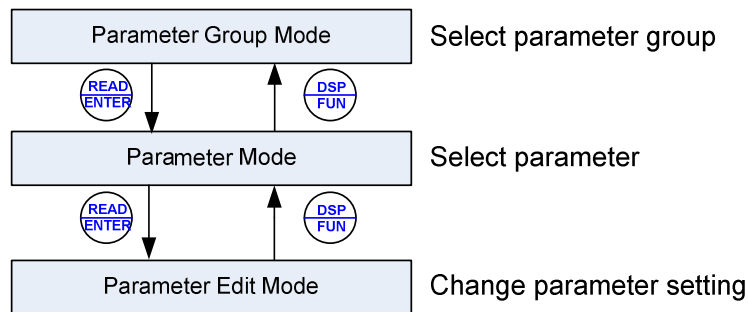 Parameter Group Mode
Select parameter group
READ
ENTER
DSP
FUN
Parameter Mode
Select parameter
READ
ENTER
DSP
FUN
Parameter Edit Mode
Change parameter setting